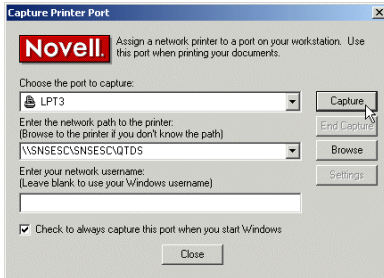 Capture Printer Port
Novell.
Assign a network printer to a port on your workstation. Use
this port when printing your documents.
Choose the port to capture:
LPT3
Capture
Enter the network path to the printer:
(Browse to the printer if you don't know the path)
End Capture
\\SNSESC\SNSESC\QTDS
Browse
Enter your network username:
(Leave blank to use your Windows username)
Settings
Check to always capture this port when you start Windows
Close